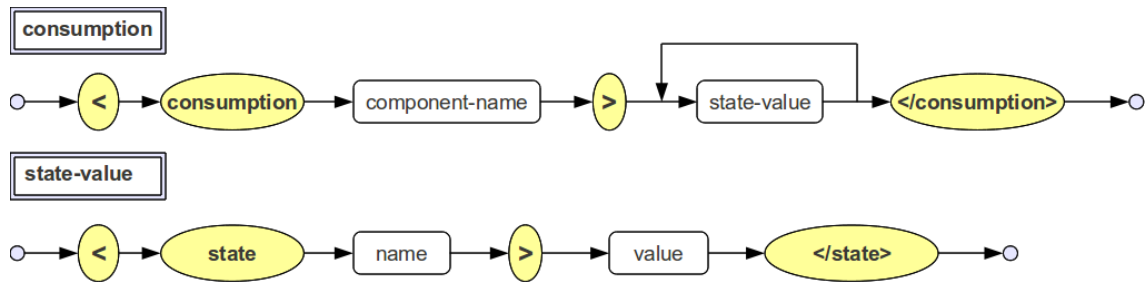 consumption
< consumption component-name > state-value </consumption>
state-value
< state name > value </state>